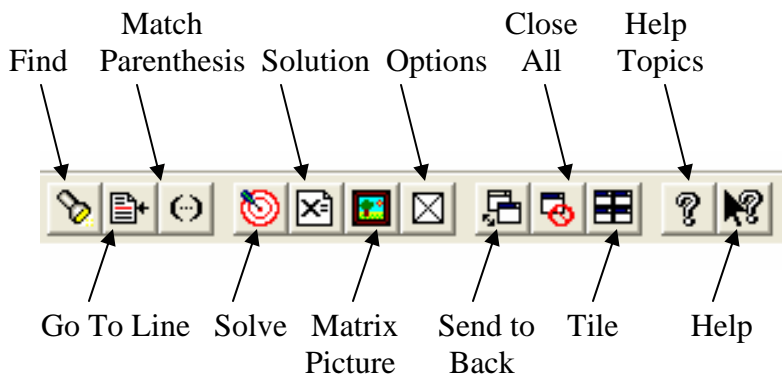 Match Close Help
Find Parenthesis Solution Options All Topics
X=
Go To Line Solve Matrix Send to Tile Help
Picture Back